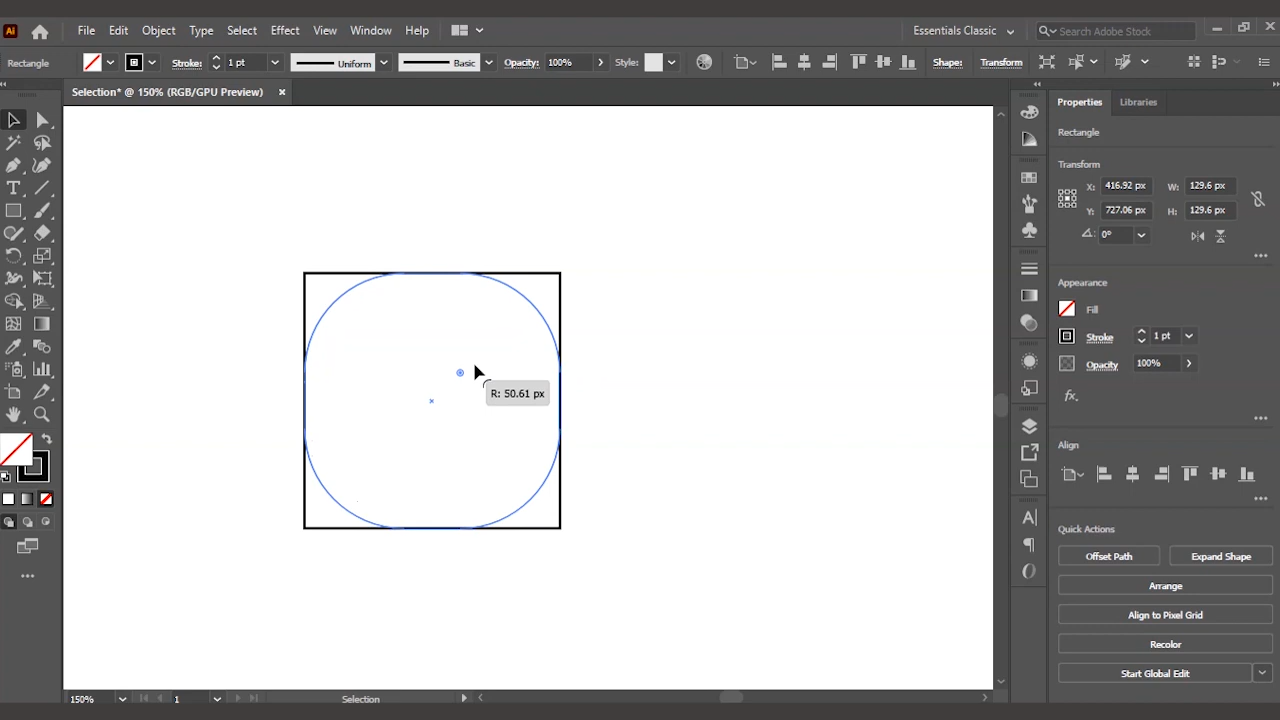 Ai File Edit Object Type Select Effect View Window Help Essentials Classic Search Adobe Stock
Rectangle Stroke: 1 pt Uniform Basic Opacity: 100% Style: Shape: Transform
Selection* @ 150% (RGB/GPU Preview) ×
Properties Libraries
Rectangle
Transform
X: 416.92 px W: 129.6 px
Y: 727.06 px H: 129.6 px
0°
Appearance
Fill
Stroke 1 pt
Opacity 100%
fx.
Align
Quick Actions
Offset Path Expand Shape
Arrange
Align to Pixel Grid
Recolor
Start Global Edit
R: 50.61 px
150% 1 Selection